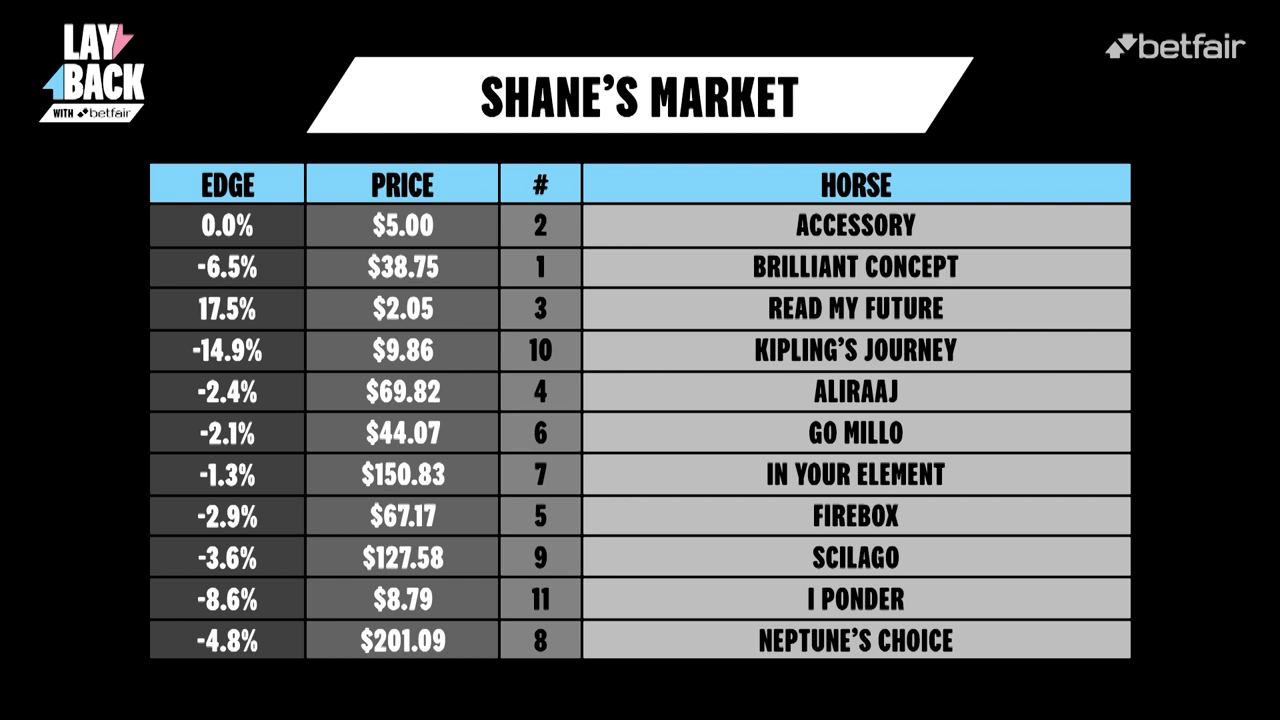 LAY
BACK
WITH betfair
betfair
SHANE'S MARKET
EDGE PRICE # HORSE
0.0% $5.00 2 ACCESSORY
-6.5% $38.75 1 BRILLIANT CONCEPT
17.5% $2.05 3 READ MY FUTURE
-14.9% $9.86 10 KIPLING'S JOURNEY
-2.4% $69.82 4 ALIRAAJ
-2.1% $44.07 6 GO MILLO
-1.3% $150.83 7 IN YOUR ELEMENT
-2.9% $67.17 5 FIREBOX
-3.6% $127.58 9 SCILAGO
-8.6% $8.79 11 I PONDER
-4.8% $201.09 8 NEPTUNE'S CHOICE